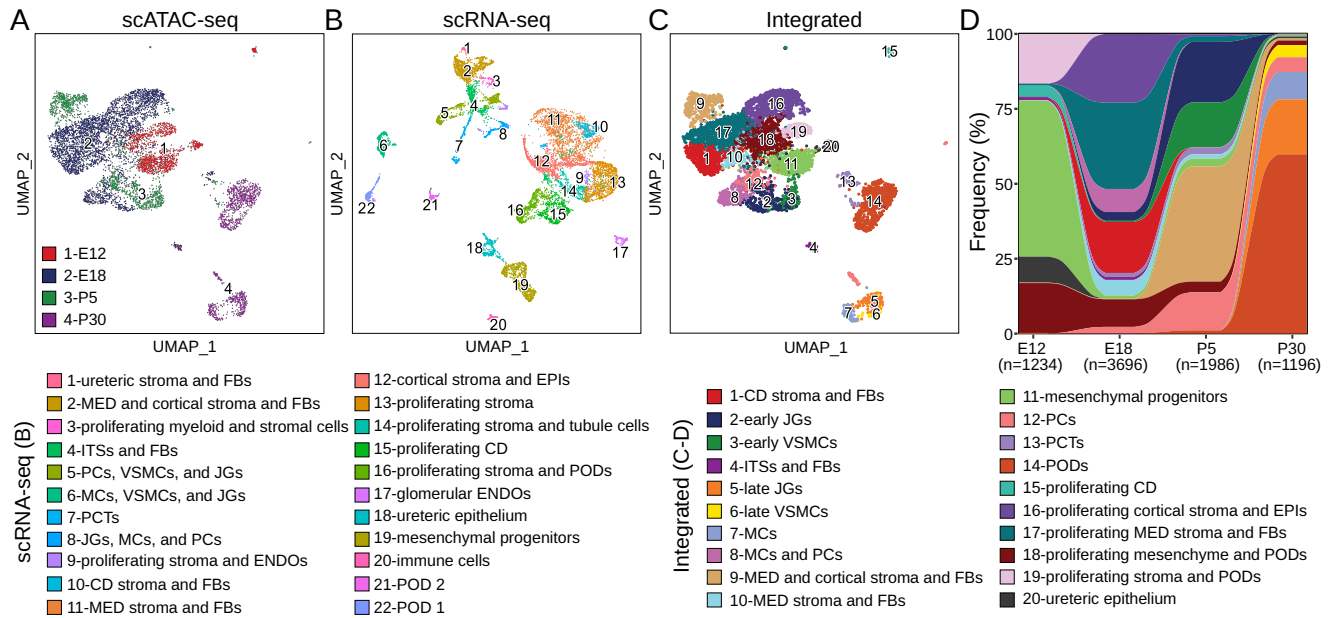 A scATAC-seq
B scRNA-seq
C Integrated
D
UMAP_2
1
2
3
4
1-E12
2-E18
3-P5
4-P30
UMAP_1
UMAP_2
1
2
3
4
5
6
7
8
11
10
12
9
13
14
16
15
22
21
18
17
19
20
UMAP_1
UMAP_2
15
9
16
17
18
19
20
1
10
11
12
13
8
2
3
14
4
5
7
6
UMAP_1
Frequency (%)
100
75
50
25
0
E12 E18 P5 P30
(n=1234) (n=3696) (n=1986) (n=1196)
scRNA-seq (B)
1-ureteric stroma and FBs
2-MED and cortical stroma and FBs
3-proliferating myeloid and stromal cells
4-ITSs and FBs
5-PCs, VSMCs, and JGs
6-MCs, VSMCs, and JGs
7-PCTs
8-JGs, MCs, and PCs
9-proliferating stroma and ENDOs
10-CD stroma and FBs
11-MED stroma and FBs
12-cortical stroma and EPIs
13-proliferating stroma
14-proliferating stroma and tubule cells
15-proliferating CD
16-proliferating stroma and PODs
17-glomerular ENDOs
18-ureteric epithelium
19-mesenchymal progenitors
20-immune cells
21-POD 2
22-POD 1
Integrated (C-D)
1-CD stroma and FBs
2-early JGs
3-early VSMCs
4-ITSs and FBs
5-late JGs
6-late VSMCs
7-MCs
8-MCs and PCs
9-MED and cortical stroma and FBs
10-MED stroma and FBs
11-mesenchymal progenitors
12-PCs
13-PCTs
14-PODs
15-proliferating CD
16-proliferating cortical stroma and EPIs
17-proliferating MED stroma and FBs
18-proliferating mesenchyme and PODs
19-proliferating stroma and PODs
20-ureteric epithelium